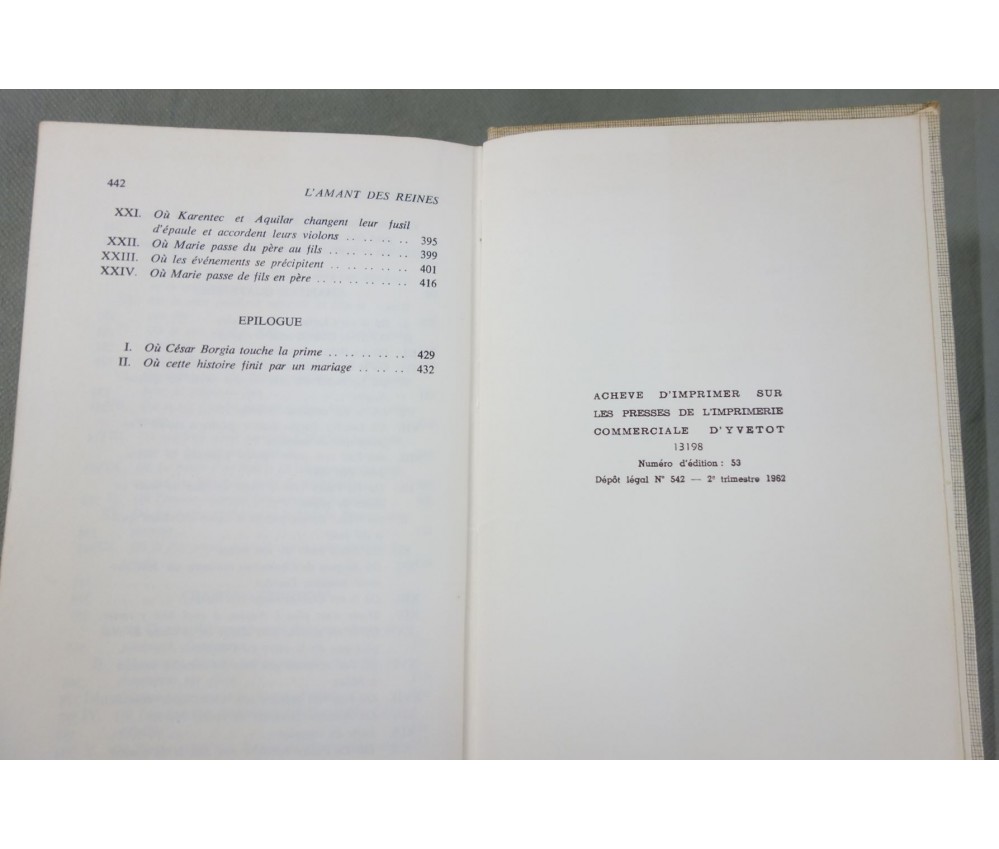 442
L'AMANT DES REINES
XXI. Où Karentec et Aquilar changent leur fusil
d'épaule et accordent leurs violons .. .. .. .. .. 395
XXII. Où Marie passe du père au fils .. .. .. .. .. .. 399
XXIII. Où les événements se précipitent .. .. .. .. .. 401
XXIV. Où Marie passe de fils en père .. .. .. .. .. .. 416
EPILOGUE
I. Où César Borgia touche la prime .. .. .. .. .. 429
II. Où cette histoire finit par un mariage .. .. .. 432
ACHEVE D'IMPRIMER SUR
LES PRESSES DE L'IMPRIMERIE
COMMERCIALE D'YVETOT
13198
Numéro d'édition : 53
Dépôt légal N° 542 — 2e trimestre 1962